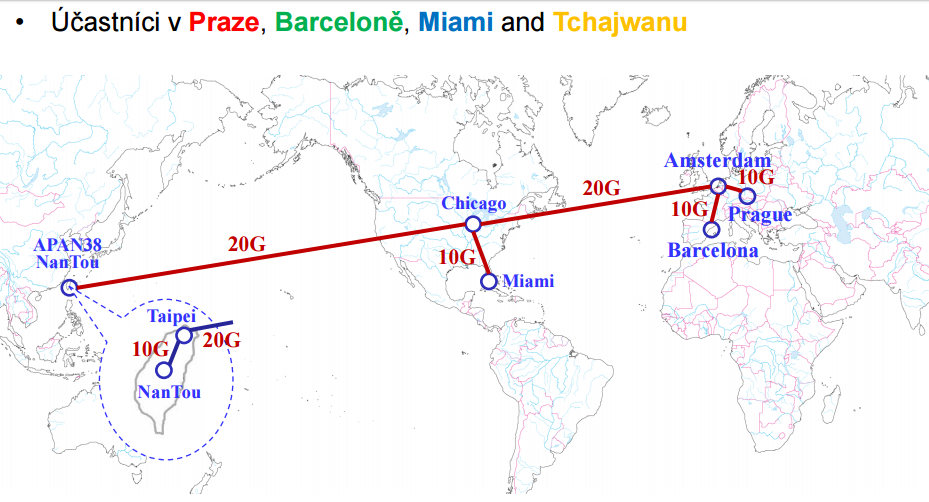 • Účastníci v Praze, Barceloně, Miami and Tchajwanu
Amsterdam
10G
20G
Chicago
10G
Prague
APAN38
20G
Barcelona
NanTou
10G
Miami
Taipei
10G
20G
NanTou